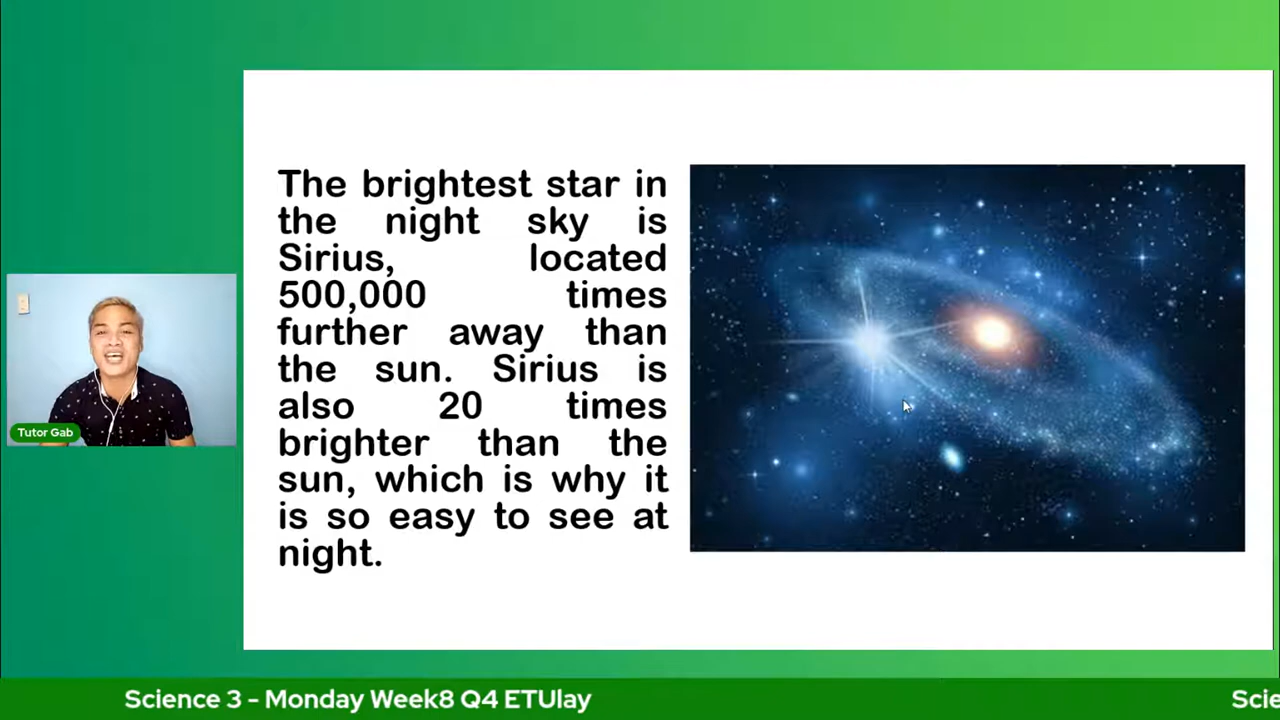 The brightest star in
the night sky is
Sirius, located
500,000 times
further away than
the sun. Sirius is
also 20 times
brighter than the
sun, which is why it
is so easy to see at
night.
Tutor Gab
Science 3 - Monday Week8 Q4 ETUlay
Scie